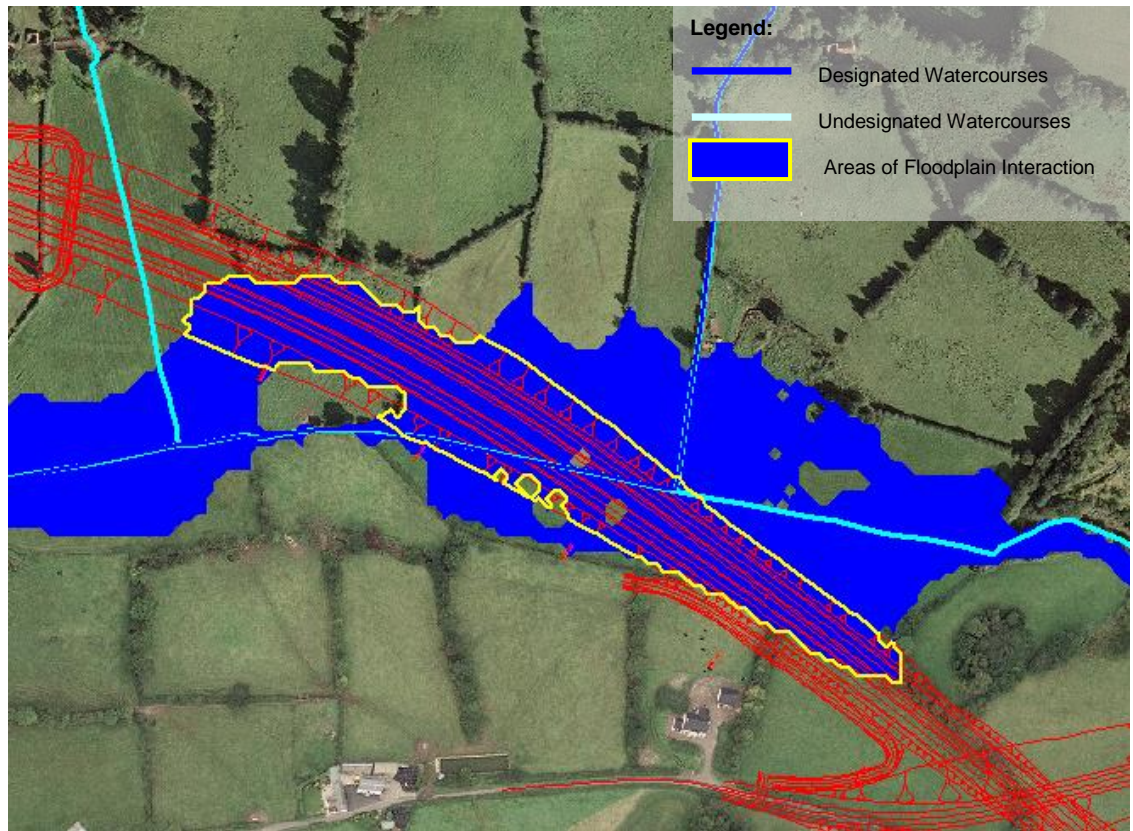 Legend:
Designated Watercourses
Undesignated Watercourses
Areas of Floodplain Interaction